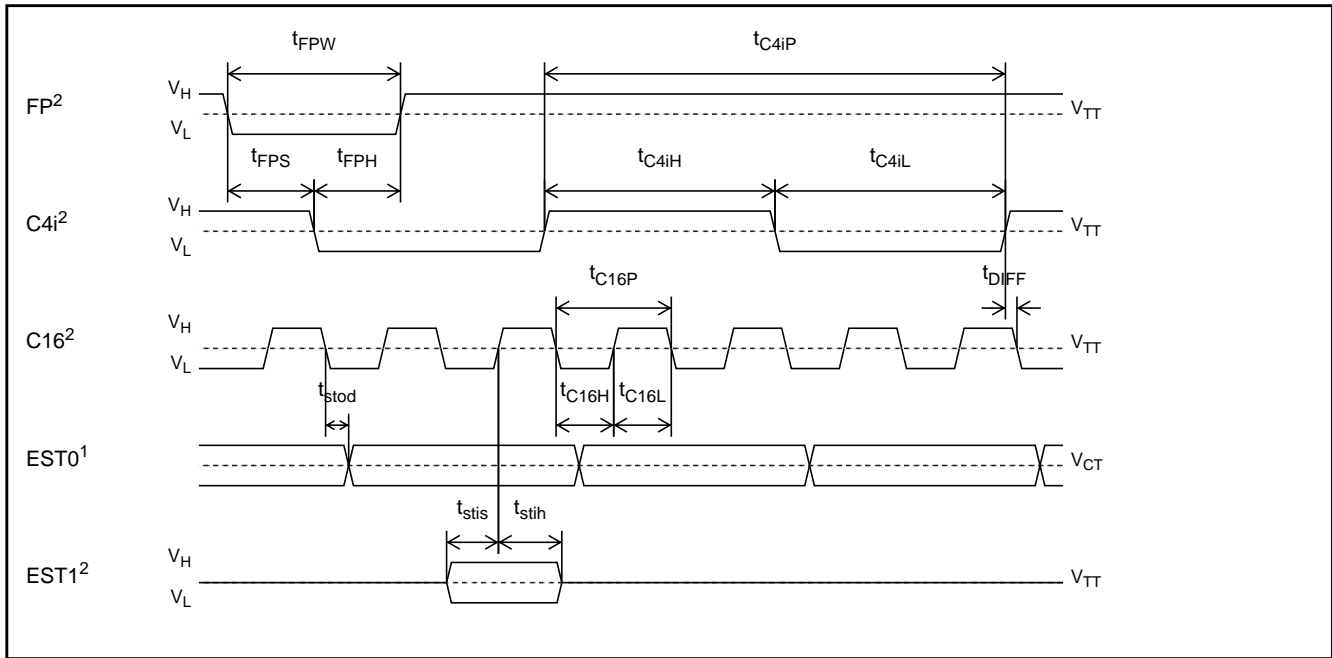 tFPW tC4iP
VH
FP2 VTT
VL
tFPS tFPH tC4iH tC4iL
VH
C4i2 VTT
VL
tC16P tDIFF
VH
C162 VTT
VL
tstod tC16H tC16L
EST01 VCT
tstis tstih
VH
EST12 VTT
VL